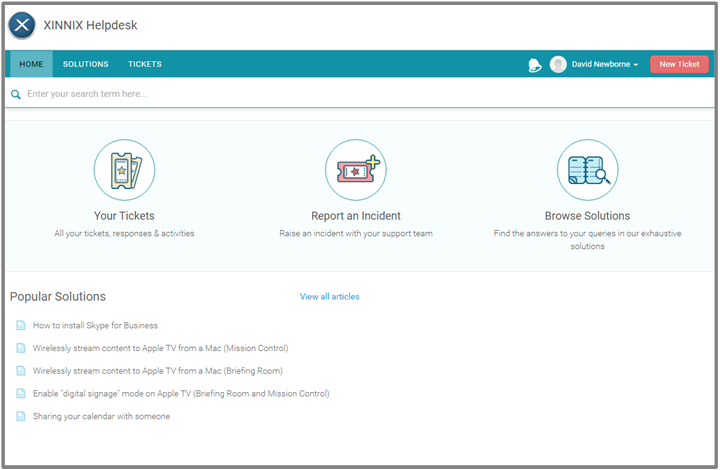 XINNIX Helpdesk
HOME SOLUTIONS TICKETS David Newborne New Ticket
Enter your search term here...
Your Tickets
All your tickets, responses & activities
Report an Incident
Raise an incident with your support team
Browse Solutions
Find the answers to your queries in our exhaustive
solutions
Popular Solutions View all articles
How to install Skype for Business
Wirelessly stream content to Apple TV from a Mac (Mission Control)
Wirelessly stream content to Apple TV from a Mac (Briefing Room)
Enable "digital signage" mode on Apple TV (Briefing Room and Mission Control)
Sharing your calendar with someone